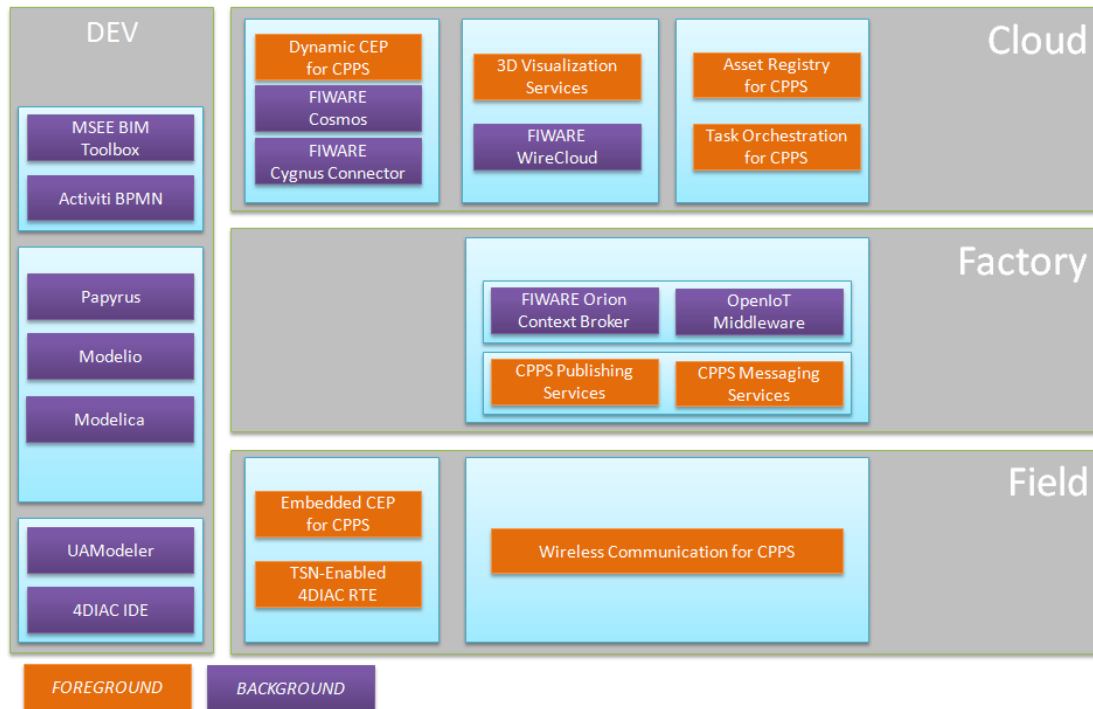 DEV
MSEE BIM
Toolbox
Activiti BPMN
Papyrus
Modelio
Modelica
UAModeler
4DIAC IDE
Cloud
Dynamic CEP
for CPPS
FIWARE
Cosmos
FIWARE
Cygnus Connector
3D Visualization
Services
FIWARE
WireCloud
Asset Registry
for CPPS
Task Orchestration
for CPPS
Factory
FIWARE Orion
Context Broker
OpenIoT
Middleware
CPPS Publishing
Services
CPPS Messaging
Services
Field
Embedded CEP
for CPPS
TSN-Enabled
4DIAC RTE
Wireless Communication for CPPS
FOREGROUND
BACKGROUND